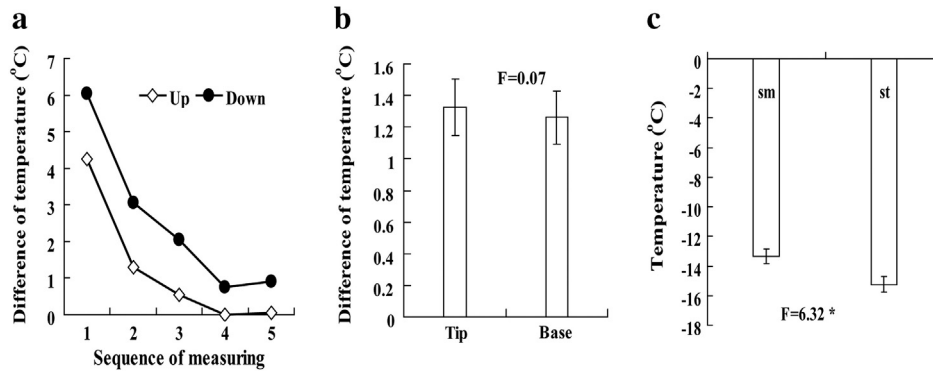 a
Difference of temperature (°C)
7
6
5
4
3
2
1
0
Up Down
1 2 3 4 5
Sequence of measuring
b
Difference of temperature (°C)
1.6
1.4
1.2
1
0.8
0.6
0.4
0.2
0
F=0.07
Tip Base
c
Temperature (°C)
0
-2
-4
-6
-8
-10
-12
-14
-16
-18
sm st
F=6.32 *